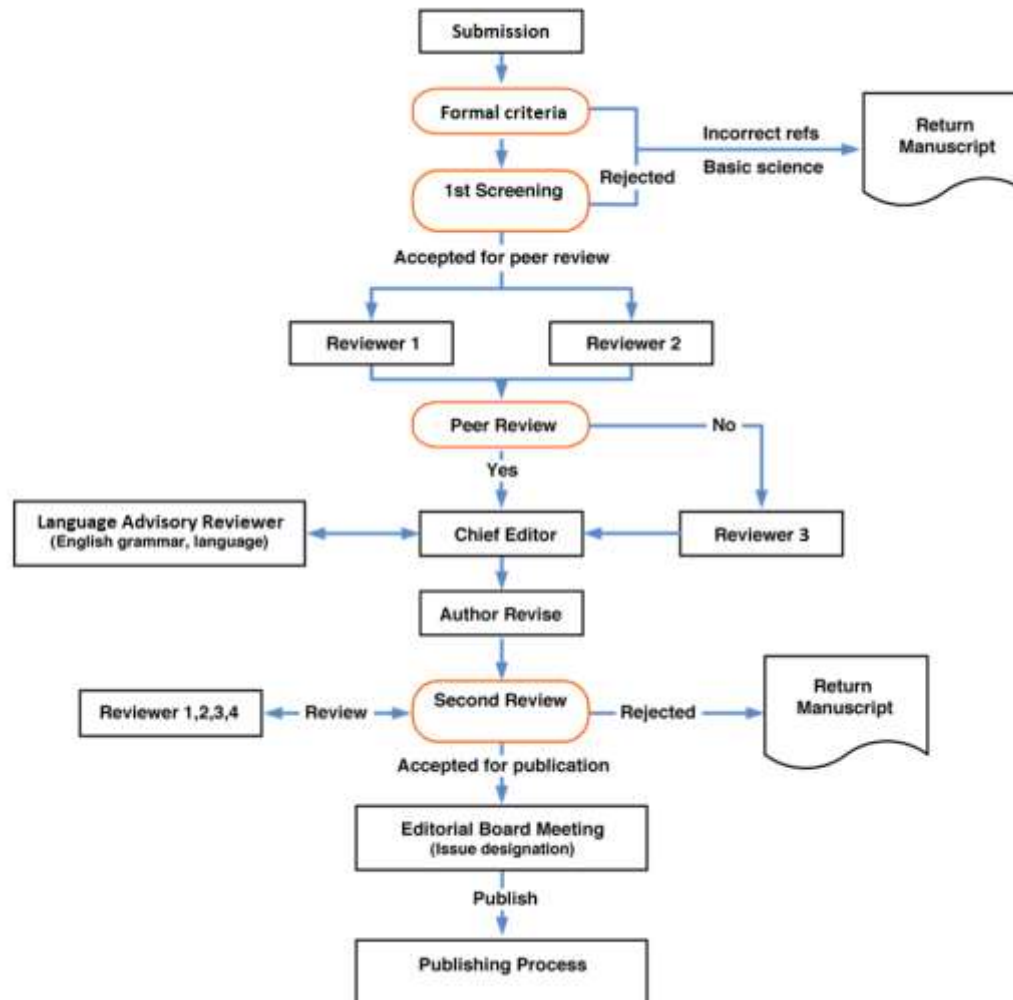 Submission
Formal criteria
Incorrect refs
Return
Manuscript
Rejected
Basic science
1st Screening
Accepted for peer review
Reviewer 1
Reviewer 2
Peer Review
No
Yes
Language Advisory Reviewer
(English grammar, language)
Chief Editor
Reviewer 3
Author Revise
Reviewer 1,2,3,4
Review
Second Review
Rejected
Return
Manuscript
Accepted for publication
Editorial Board Meeting
(Issue designation)
Publish
Publishing Process